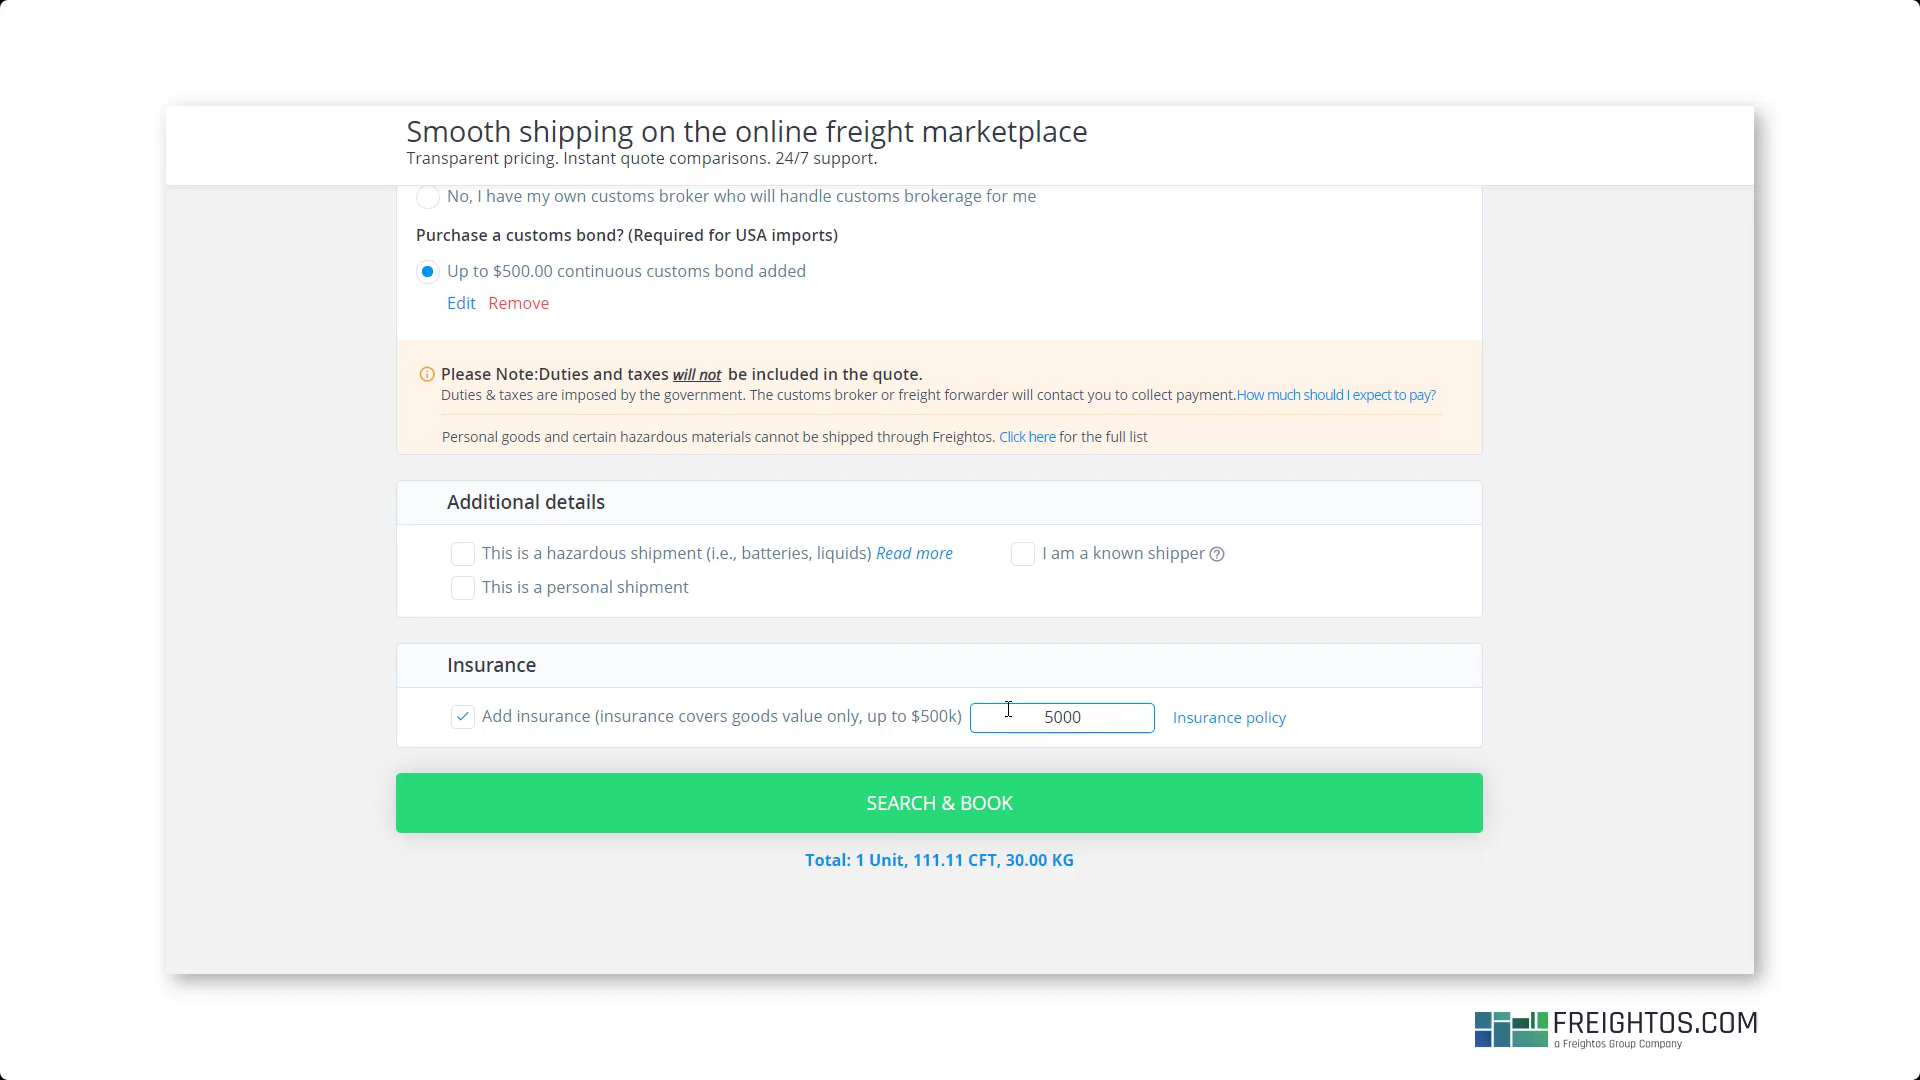 Smooth shipping on the online freight marketplace
Transparent pricing. Instant quote comparisons. 24/7 support.
No, I have my own customs broker who will handle customs brokerage for me
Purchase a customs bond? (Required for USA imports)
Up to $500.00 continuous customs bond added
Edit Remove
Please Note:Duties and taxes will not be included in the quote.
Duties & taxes are imposed by the government. The customs broker or freight forwarder will contact you to collect payment.How much should I expect to pay?
Personal goods and certain hazardous materials cannot be shipped through Freightos. Click here for the full list
Additional details
This is a hazardous shipment (i.e., batteries, liquids) Read more
I am a known shipper
This is a personal shipment
Insurance
Add insurance (insurance covers goods value only, up to $500k) 5000 Insurance policy
SEARCH & BOOK
Total: 1 Unit, 111.11 CFT, 30.00 KG
FREIGHTOS.COM
a Freightos Group Company